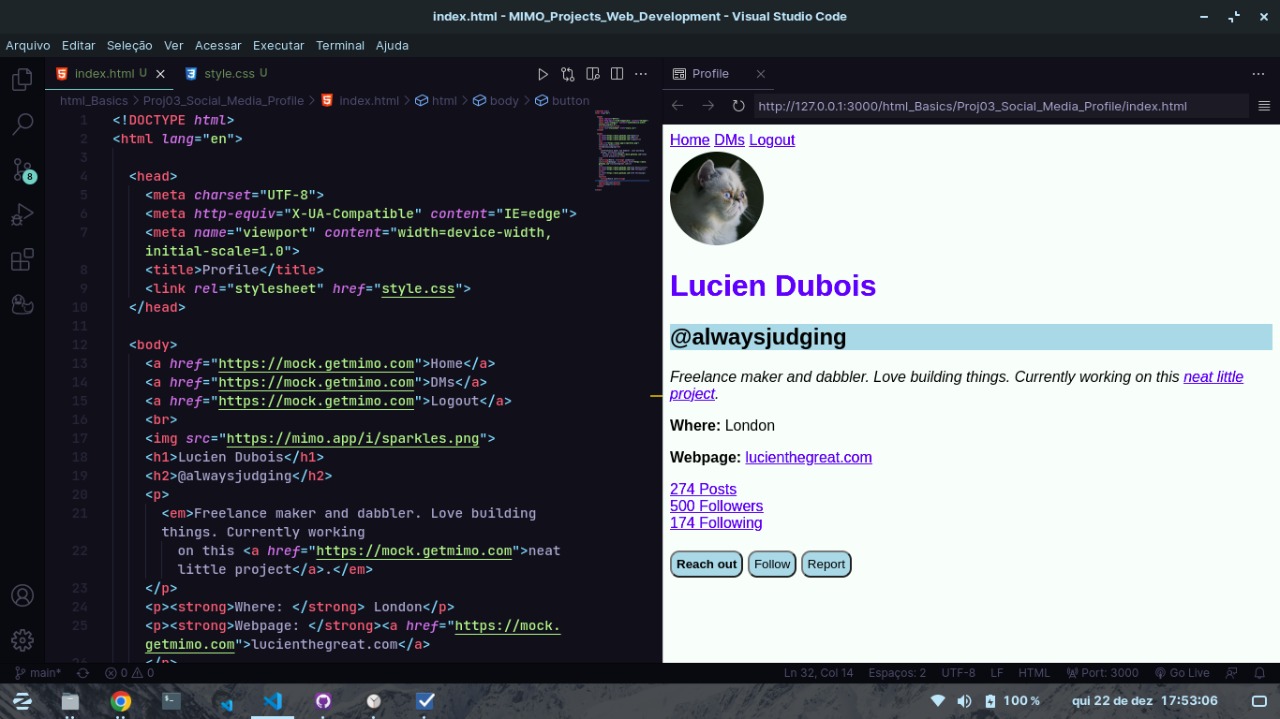 index.html - MIMO_Projects_Web_Development - Visual Studio Code
Arquivo Editar Seleção Ver Acessar Executar Terminal Ajuda
index.html U style.css U
html_Basics > Proj03_Social_Media_Profile > index.html > html > body > button
1 <!DOCTYPE html>
2 <html lang="en">
3
4 <head>
5 <meta charset="UTF-8">
6 <meta http-equiv="X-UA-Compatible" content="IE=edge">
7 <meta name="viewport" content="width=device-width,
initial-scale=1.0">
8 <title>Profile</title>
9 <link rel="stylesheet" href="style.css">
10 </head>
11
12 <body>
13 <a href="https://mock.getmimo.com">Home</a>
14 <a href="https://mock.getmimo.com">DMs</a>
15 <a href="https://mock.getmimo.com">Logout</a>
16 <br>
17 <img src="https://mimo.app/i/sparkles.png">
18 <h1>Lucien Dubois</h1>
19 <h2>@alwaysjudging</h2>
20 <p>
21 <em>Freelance maker and dabbler. Love building
things. Currently working
22 on this <a href="https://mock.getmimo.com">neat
little project</a>.</em>
23 </p>
24 <p><strong>Where: </strong> London</p>
25 <p><strong>Webpage: </strong><a href="https://mock.
getmimo.com">lucienthegreat.com</a>
26 </p>
8
Profile
http://127.0.0.1:3000/html_Basics/Proj03_Social_Media_Profile/index.html
Home DMs Logout
Lucien Dubois
@alwaysjudging
Freelance maker and dabbler. Love building things. Currently working on this neat little
project.
Where: London
Webpage: lucienthegreat.com
274 Posts
500 Followers
174 Following
Reach out Follow Report
main* 0 0 Ln 32, Col 14 Espaços: 2 UTF-8 LF HTML Port: 3000 Go Live
100 % qui 22 de dez 17:53:06